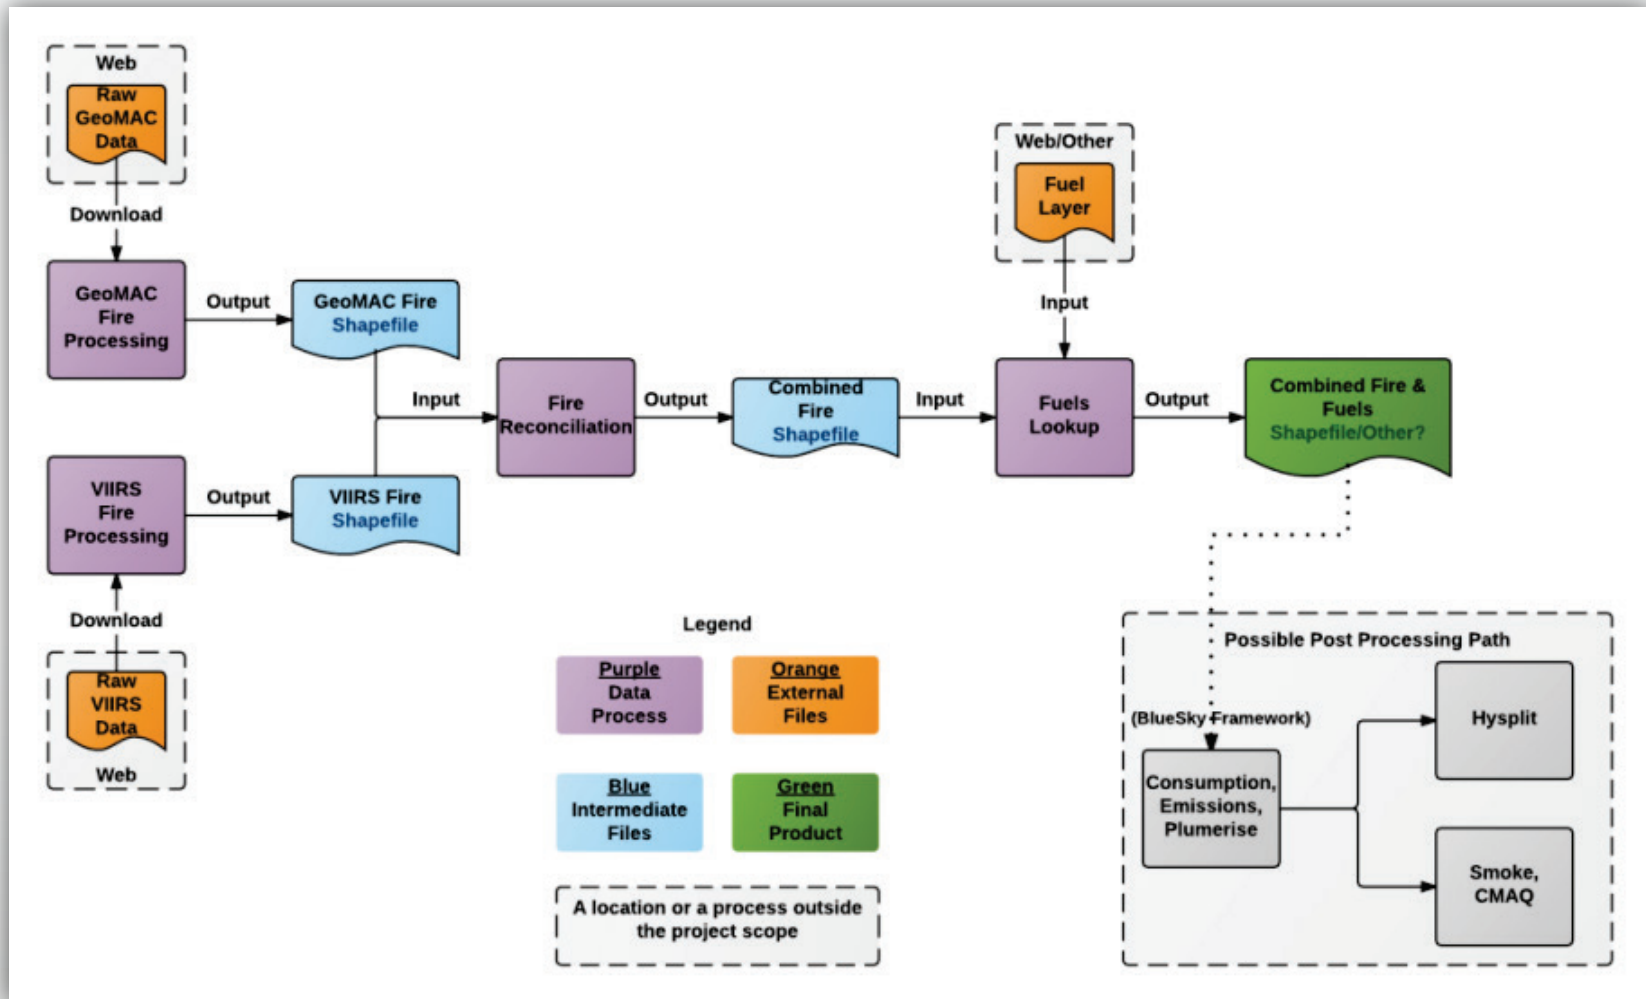 Web
Raw
GeoMAC
Data
Download
GeoMAC
Fire
Processing
Output
GeoMAC Fire
Shapefile
VIIRS
Fire
Processing
Output
VIIRS Fire
Shapefile
Download
Raw
VIIRS
Data
Web
Input
Fire
Reconciliation
Output
Combined
Fire
Shapefile
Input
Web/Other
Fuel
Layer
Input
Fuels
Lookup
Output
Combined Fire &
Fuels
Shapefile/Other?
Legend
Purple
Data
Process
Orange
External
Files
Blue
Intermediate
Files
Green
Final
Product
A location or a process outside
the project scope
Possible Post Processing Path
(BlueSky Framework)
Consumption,
Emissions,
Plumerise
Hysplit
Smoke,
CMAQ